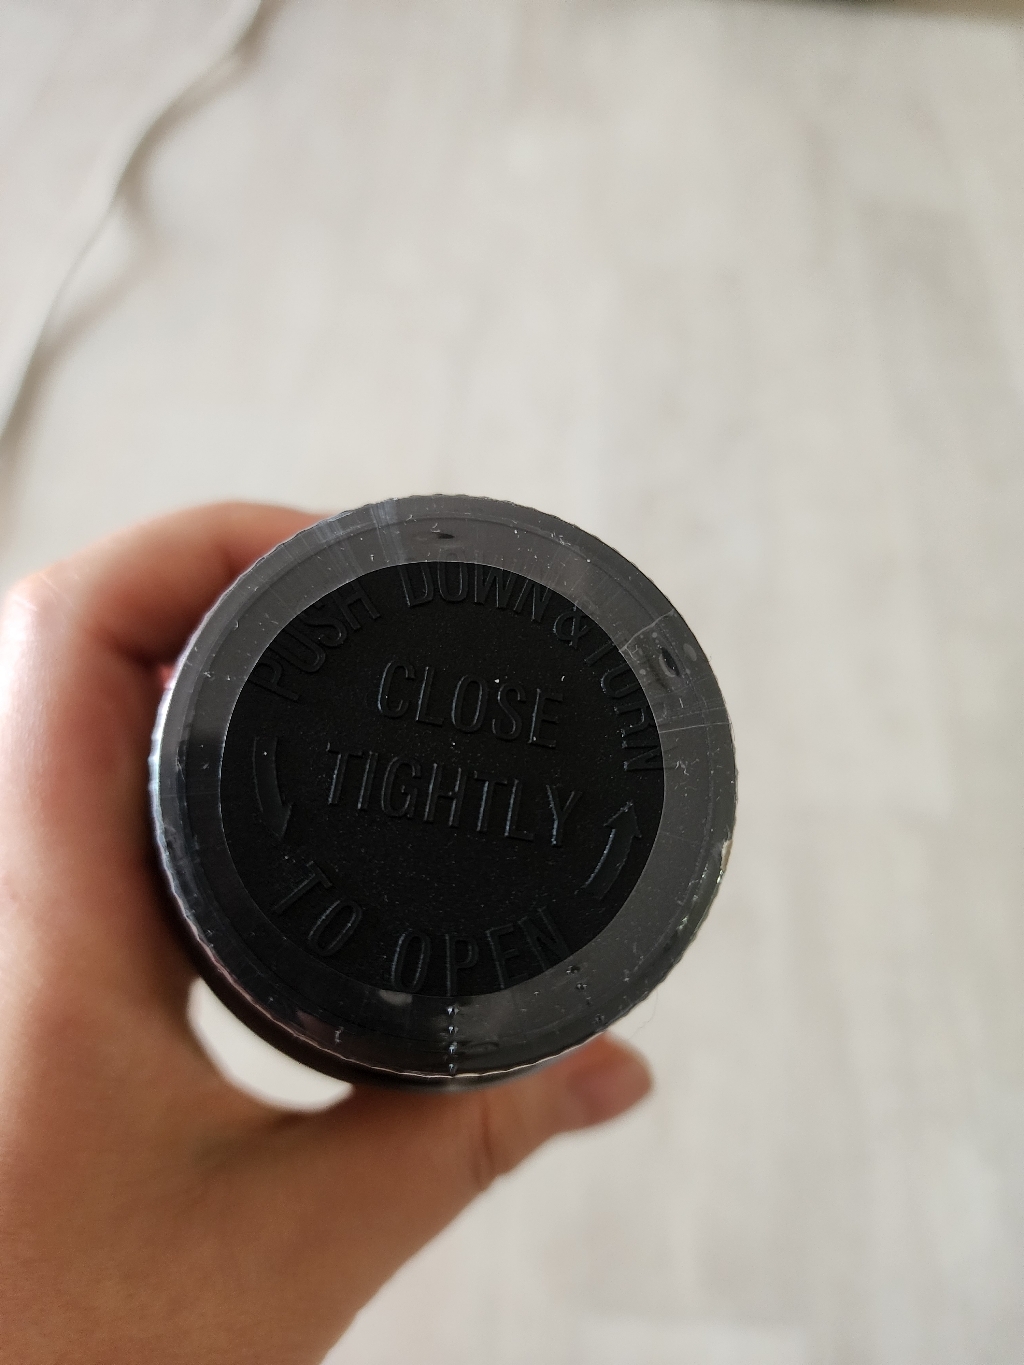 PUSH DOWN & TURN
CLOSE
TIGHTLY
TO OPEN